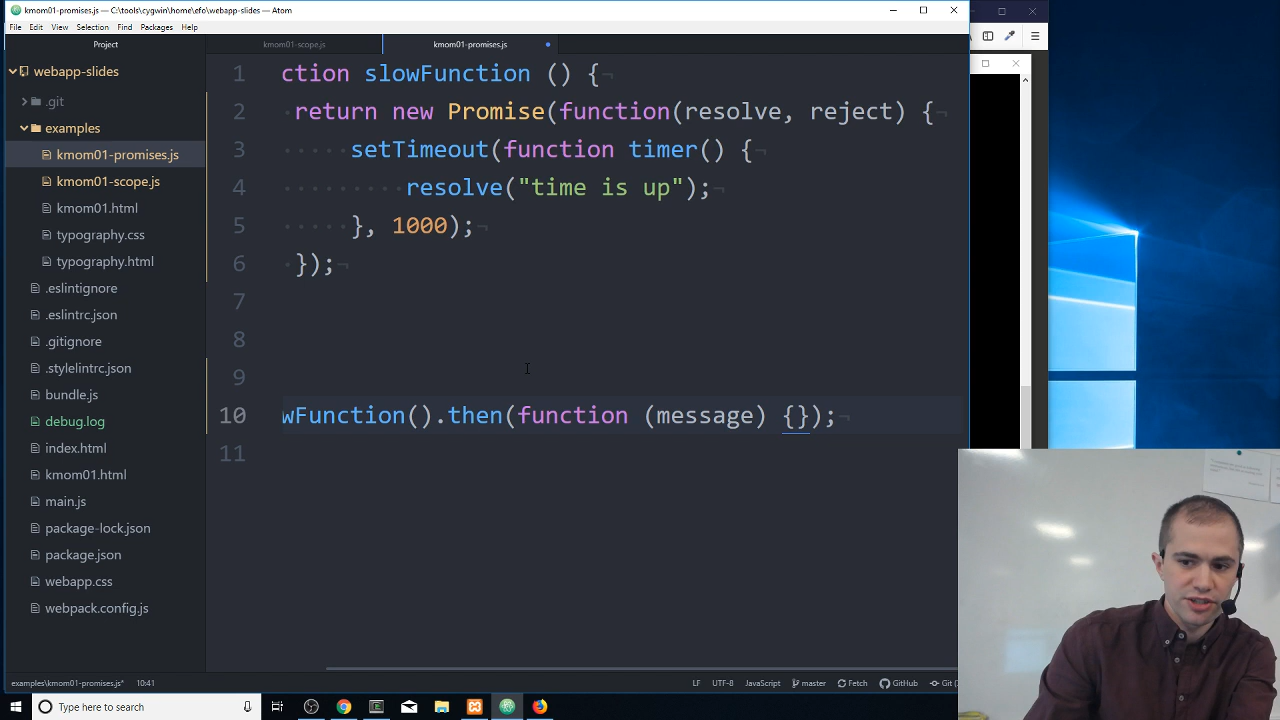 kmom01-promises.js — C:\tools\cygwin\home\efo\webapp-slides — Atom
File Edit View Selection Find Packages Help
Project
kmom01-scope.js
kmom01-promises.js
webapp-slides
.git
examples
kmom01-promises.js
kmom01-scope.js
kmom01.html
typography.css
typography.html
.eslintignore
.eslintrc.json
.gitignore
.stylelintrc.json
bundle.js
debug.log
index.html
kmom01.html
main.js
package-lock.json
package.json
webapp.css
webpack.config.js
1 ction slowFunction () {
2 return new Promise(function(resolve, reject) {
3 setTimeout(function timer() {
4 resolve("time is up");
5 }, 1000);
6 });
7
8
9
10 wFunction().then(function (message) {});
11
examples\kmom01-promises.js* 10:41
LF UTF-8 JavaScript master Fetch GitHub Git (
Type here to search